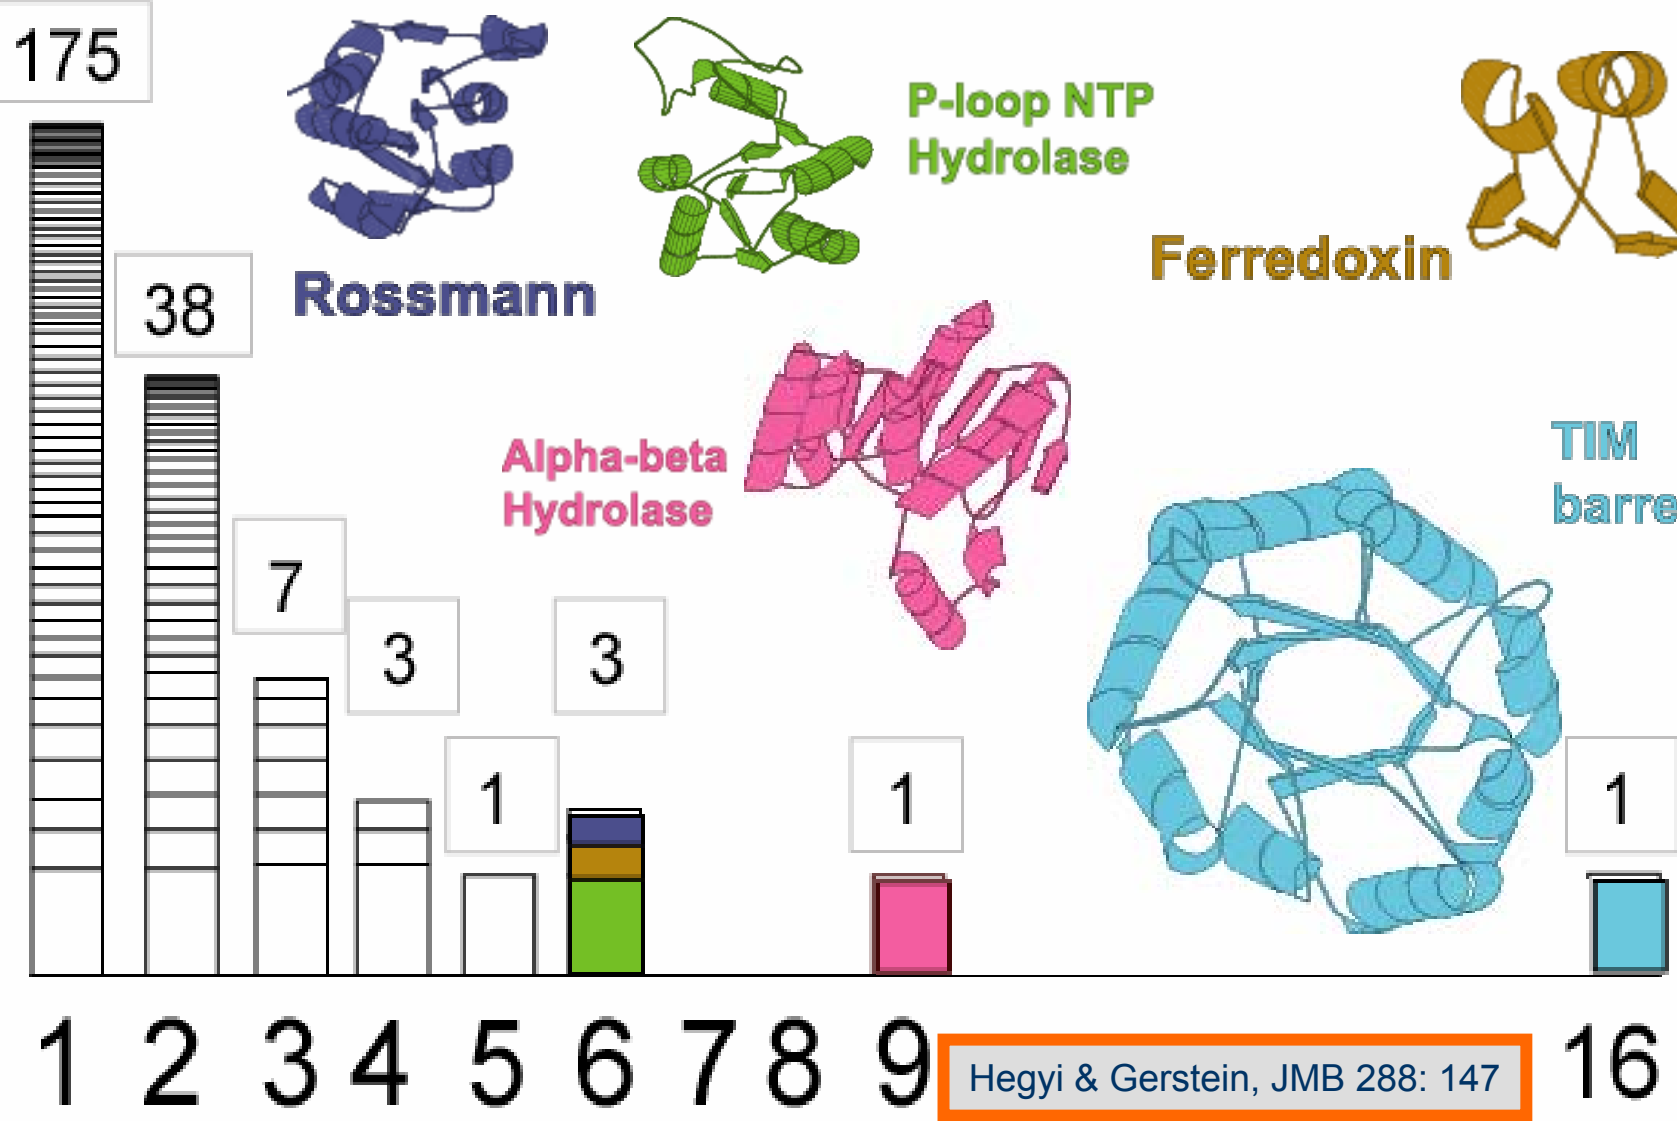 175
P-loop NTP
Hydrolase
38
Rossmann
Ferredoxin
Alpha-beta
Hydrolase
TIM
barre
7
3
3
1
1
1
1 2 3 4 5 6 7 8 9 16
Hegyi & Gerstein, JMB 288: 147